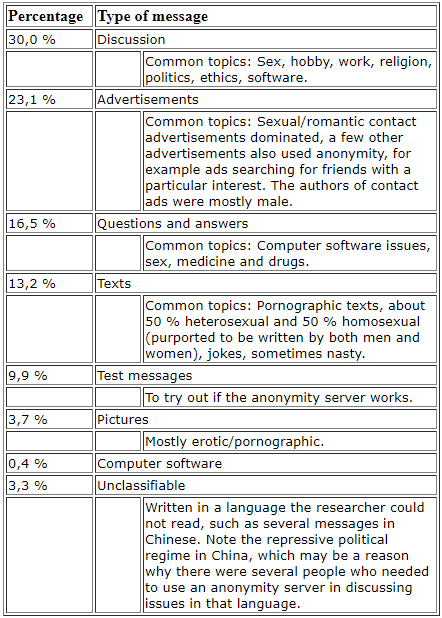 Percentage Type of message
30,0 % Discussion
Common topics: Sex, hobby, work, religion,
politics, ethics, software.
23,1 % Advertisements
Common topics: Sexual/romantic contact
advertisements dominated, a few other
advertisements also used anonymity, for
example ads searching for friends with a
particular interest. The authors of contact
ads were mostly male.
16,5 % Questions and answers
Common topics: Computer software issues,
sex, medicine and drugs.
13,2 % Texts
Common topics: Pornographic texts, about
50 % heterosexual and 50 % homosexual
(purported to be written by both men and
women), jokes, sometimes nasty.
9,9 % Test messages
To try out if the anonymity server works.
3,7 % Pictures
Mostly erotic/pornographic.
0,4 % Computer software
3,3 % Unclassifiable
Written in a language the researcher could
not read, such as several messages in
Chinese. Note the repressive political
regime in China, which may be a reason
why there were several people who needed
to use an anonymity server in discussing
issues in that language.